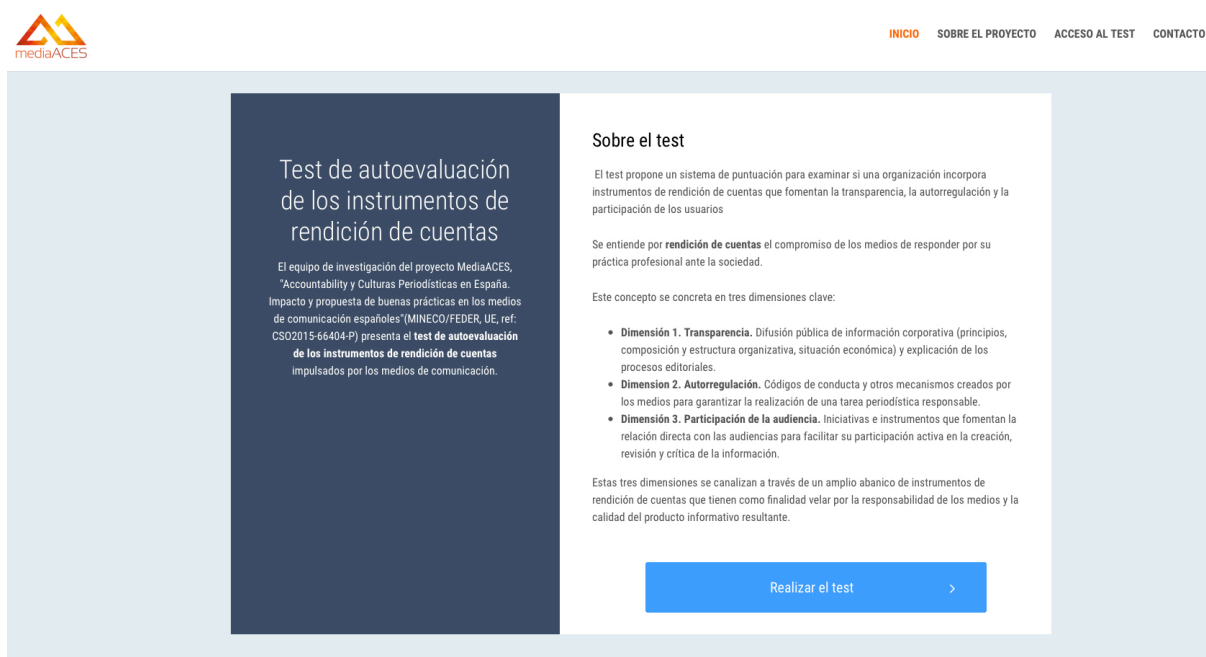 mediaACES
INICIO SOBRE EL PROYECTO ACCESO AL TEST CONTACTO
Test de autoevaluación
de los instrumentos de
rendición de cuentas
El equipo de investigación del proyecto MediaACES,
"Accountability y Culturas Periodísticas en España.
Impacto y propuesta de buenas prácticas en los medios
de comunicación españoles"(MINECO/FEDER, UE, ref:
CSO2015-66404-P) presenta el test de autoevaluación
de los instrumentos de rendición de cuentas
impulsados por los medios de comunicación.
Sobre el test
El test propone un sistema de puntuación para examinar si una organización incorpora
instrumentos de rendición de cuentas que fomentan la transparencia, la autorregulación y la
participación de los usuarios
Se entiende por rendición de cuentas el compromiso de los medios de responder por su
práctica profesional ante la sociedad.
Este concepto se concreta en tres dimensiones clave:
• Dimensión 1. Transparencia. Difusión pública de información corporativa (principios,
composición y estructura organizativa, situación económica) y explicación de los
procesos editoriales.
• Dimension 2. Autorregulación. Códigos de conducta y otros mecanismos creados por
los medios para garantizar la realización de una tarea periodística responsable.
• Dimensión 3. Participación de la audiencia. Iniciativas e instrumentos que fomentan la
relación directa con las audiencias para facilitar su participación activa en la creación,
revisión y crítica de la información.
Estas tres dimensiones se canalizan a través de un amplio abanico de instrumentos de
rendición de cuentas que tienen como finalidad velar por la responsabilidad de los medios y la
calidad del producto informativo resultante.
Realizar el test